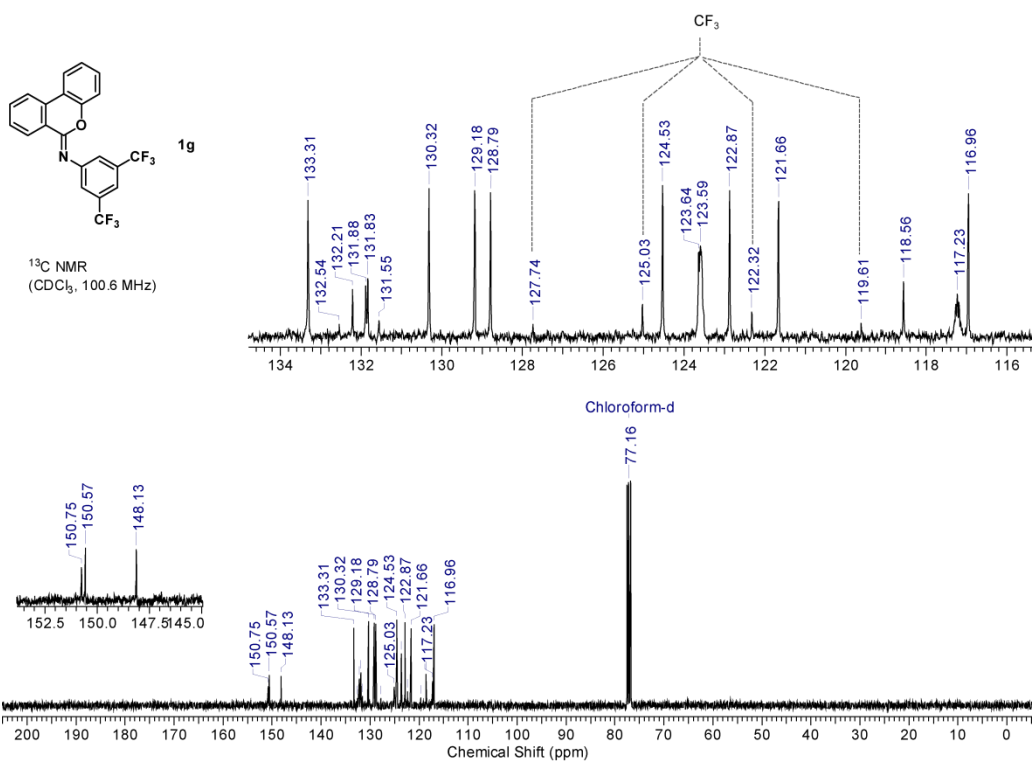 O
N
CF3
CF3
1g
13C NMR
(CDCl3, 100.6 MHz)
CF3
133.31
132.54
132.21
131.88
131.83
131.55
130.32
129.18
128.79
127.74
125.03
124.53
123.64
123.59
122.87
122.32
121.66
119.61
118.56
117.23
116.96
134 132 130 128 126 124 122 120 118 116
150.75
150.57
148.13
152.5 150.0 147.5 145.0
Chloroform-d
77.16
150.75
150.57
148.13
133.31
130.32
129.18
128.79
125.03
124.53
122.87
121.66
117.23
116.96
200 190 180 170 160 150 140 130 120 110 100 90 80 70 60 50 40 30 20 10 0
Chemical Shift (ppm)